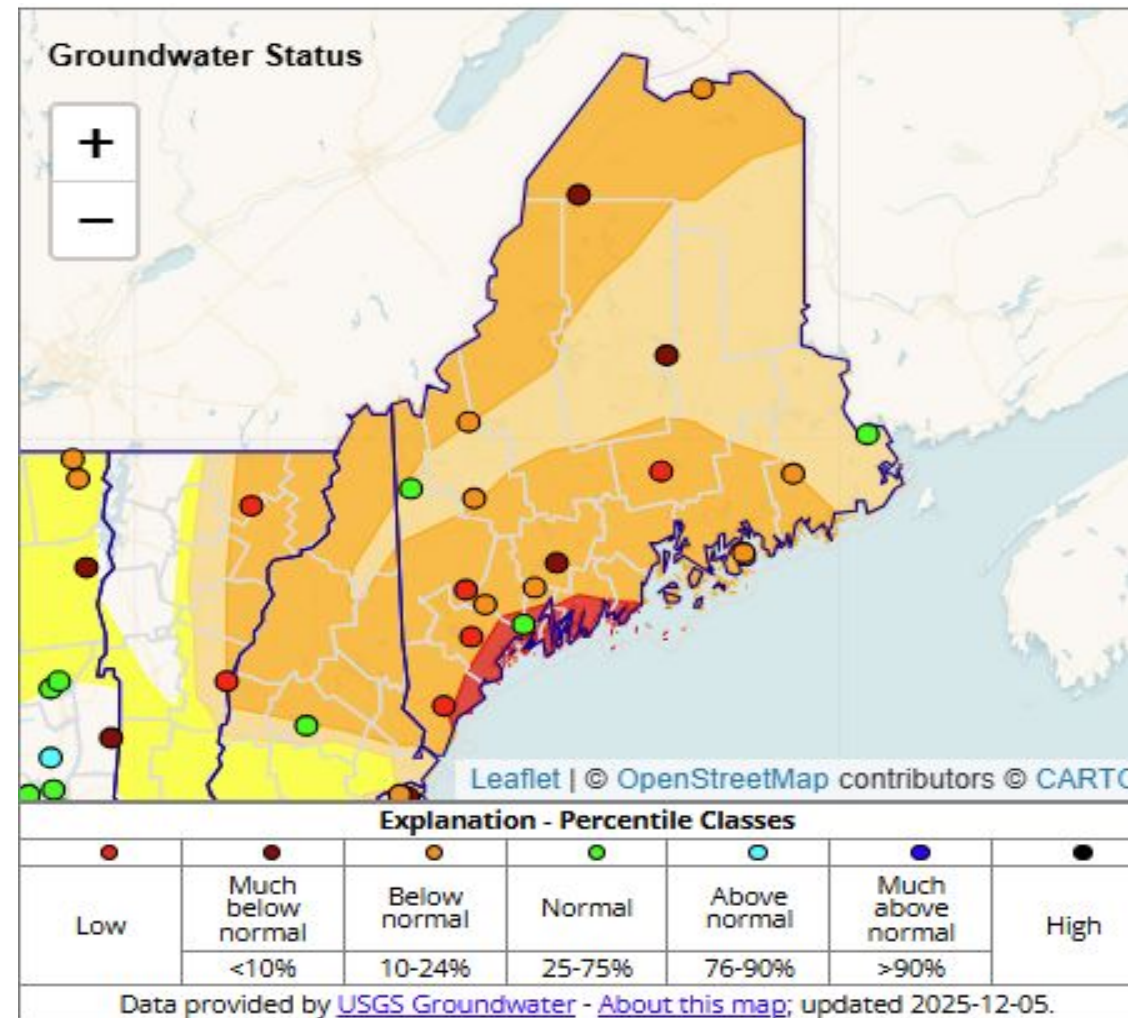 Groundwater Status
+
−
Leaflet | © OpenStreetMap contributors © CARTO
Explanation - Percentile Classes
Low
Much below normal
Below normal
Normal
Above normal
Much above normal
High
<10%
10-24%
25-75%
76-90%
>90%
Data provided by USGS Groundwater - About this map; updated 2025-12-05.